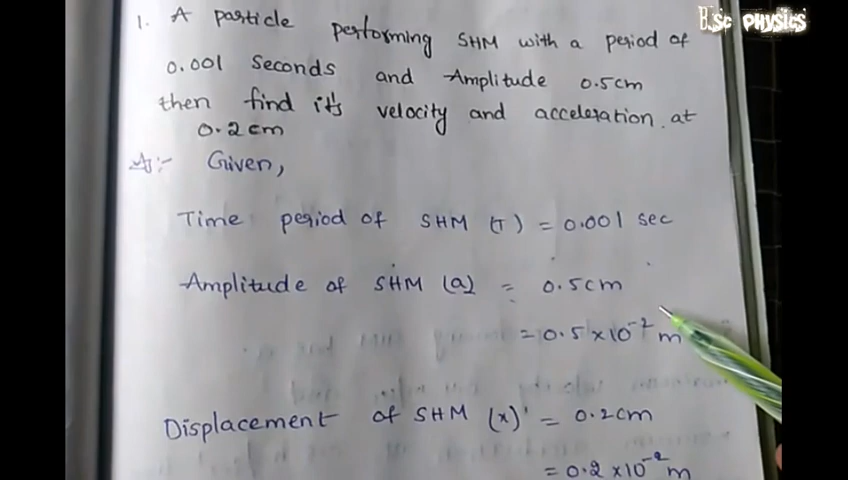 B.sc physics
1. A particle performing SHM with a period of
0.001 Seconds and Amplitude 0.5cm
then find it's velocity and acceleration at
0.2cm
A:- Given,
Time period of SHM (T) = 0.001 sec
Amplitude of SHM (a) = 0.5cm
= 0.5 × 10⁻² m
Displacement of SHM (x) = 0.2cm
= 0.2 × 10⁻² m